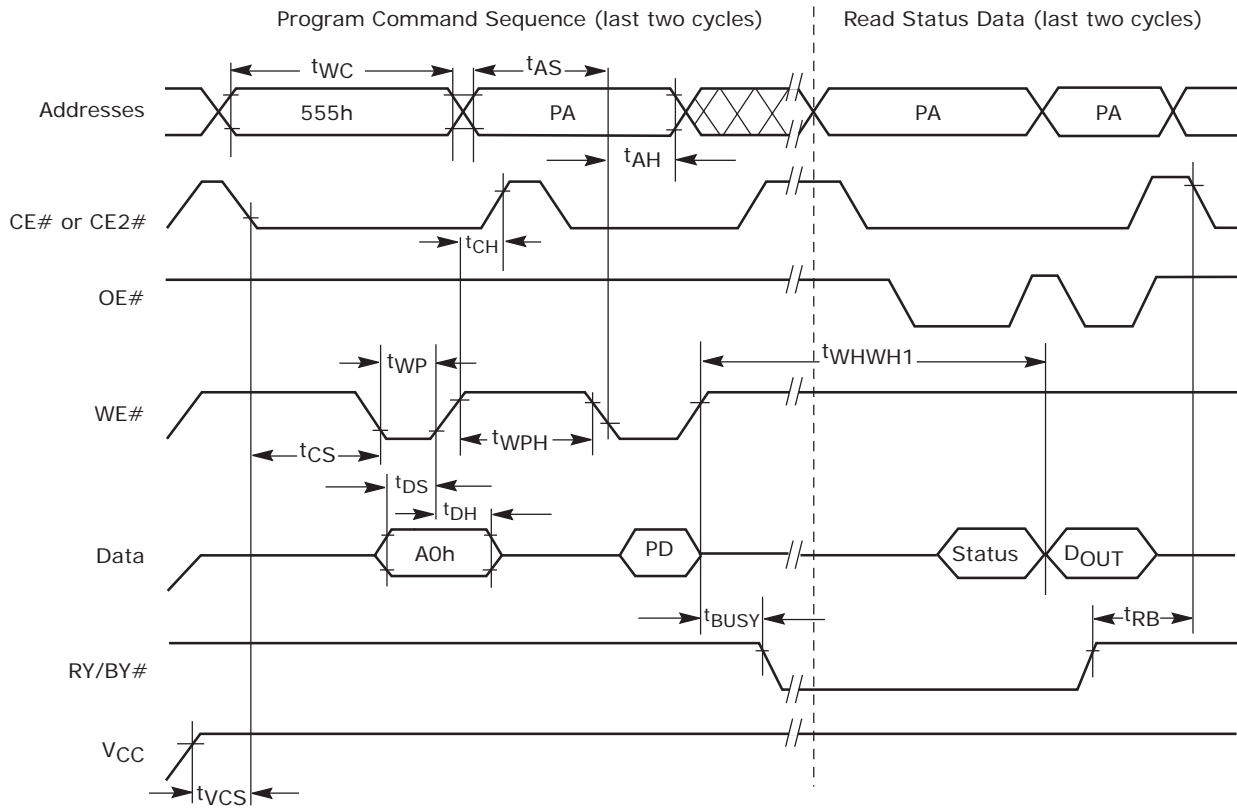 Program Command Sequence (last two cycles) Read Status Data (last two cycles)
tWC tAS
Addresses 555h PA PA PA
tAH
CE# or CE2#
tCH
OE#
tWP tWHWH1
WE#
tCS tWPH
tDS
tDH
Data A0h PD Status DOUT
tBUSY tRB
RY/BY#
VCC
tVCS